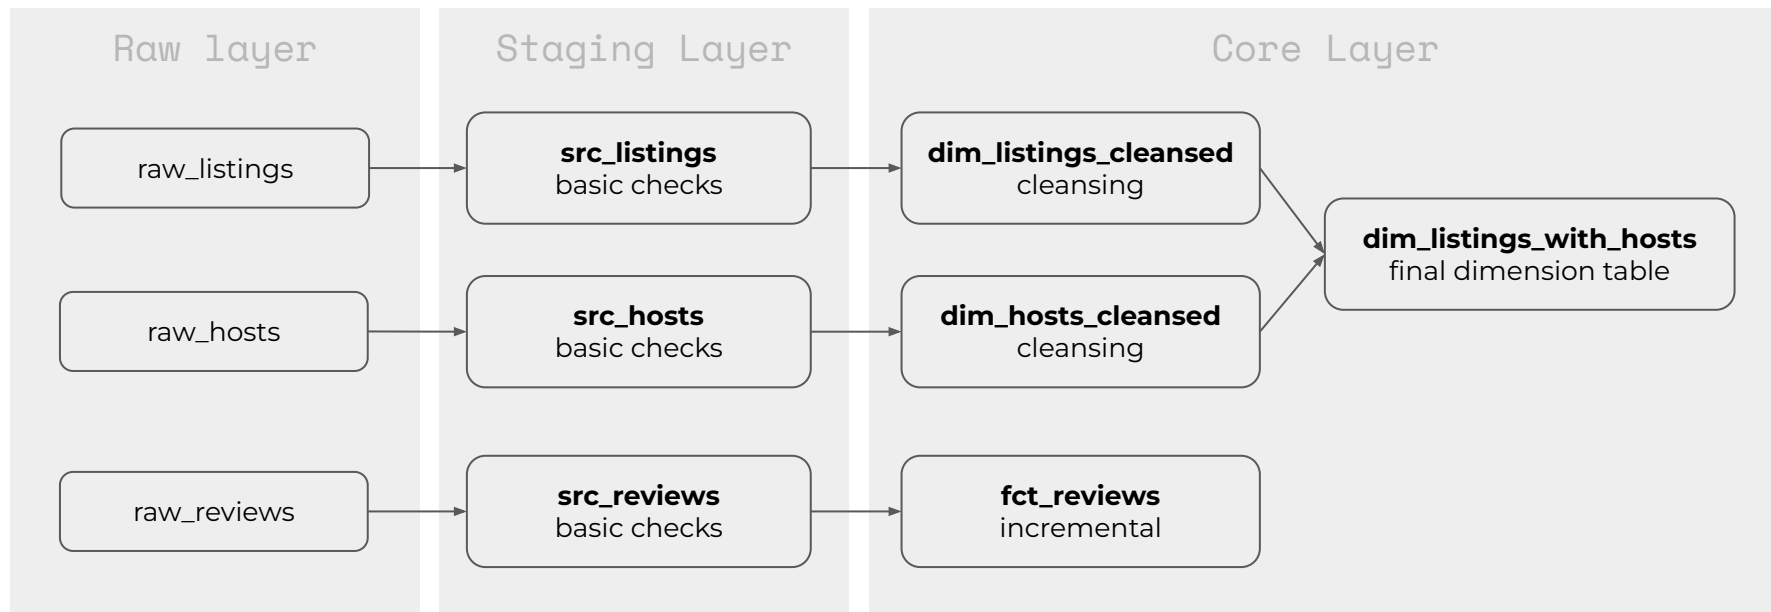 Raw layer
Staging Layer
Core Layer
raw_listings
src_listings
basic checks
dim_listings_cleansed
cleansing
dim_listings_with_hosts
final dimension table
raw_hosts
src_hosts
basic checks
dim_hosts_cleansed
cleansing
raw_reviews
src_reviews
basic checks
fct_reviews
incremental